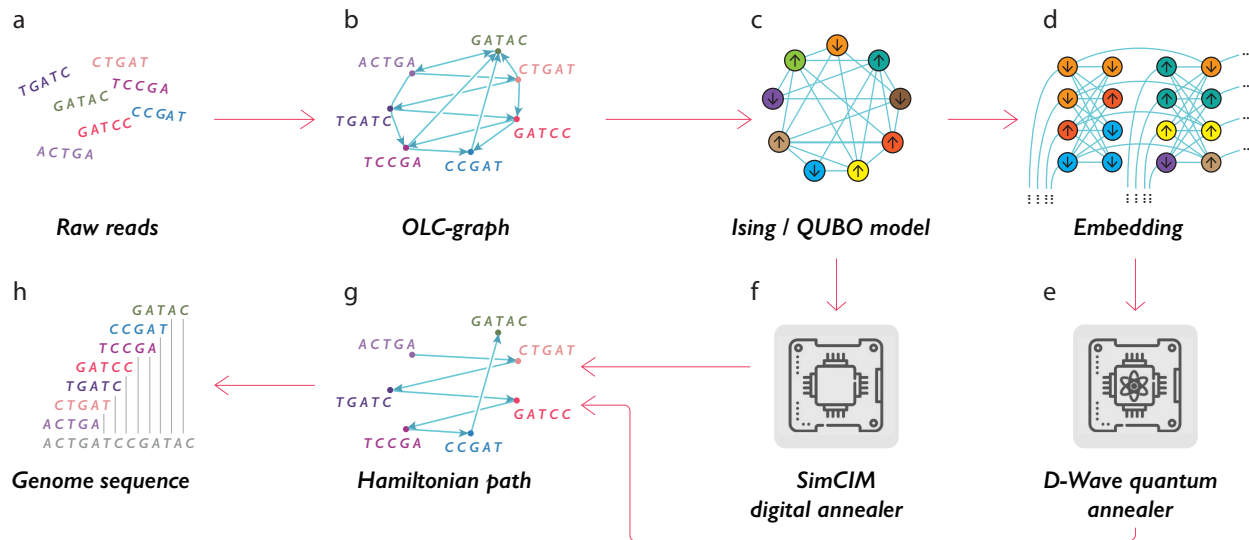 a
CTGAT
TGATC
TCCGA
GATAC
CCGAT
GATCC
ACTGA
Raw reads
b
GATAC
ACTGA
CTGAT
TGATC
GATCC
TCCGA
CCGAT
OLC-graph
c
Ising / QUBO model
d
Embedding
h
GATAC
CCGAT
TCCGA
GATCC
TGATC
CTGAT
ACTGA
ACTGATCCGATAC
Genome sequence
g
GATAC
ACTGA
CTGAT
TGATC
GATCC
TCCGA
CCGAT
Hamiltonian path
f
SimCIM
digital annealer
e
D-Wave quantum
annealer